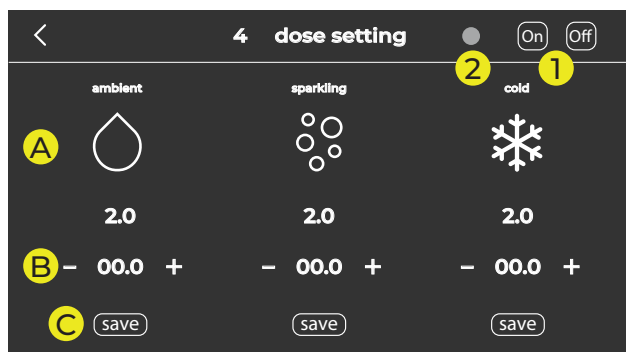 4 dose setting On Off
2 1
ambient sparkling cold
A
2.0 2.0 2.0
B - 00.0 + - 00.0 + - 00.0 +
C save save save